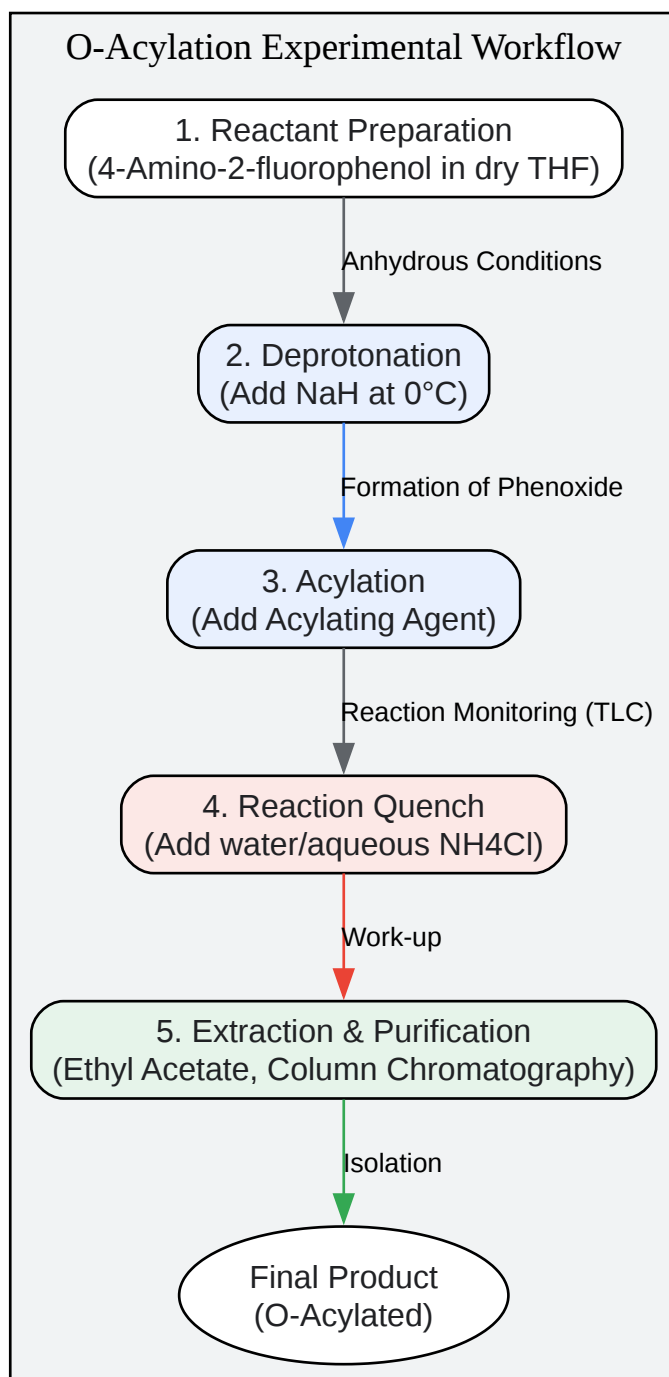 O-Acylation Experimental Workflow
1. Reactant Preparation
(4-Amino-2-fluorophenol in dry THF)
Anhydrous Conditions
2. Deprotonation
(Add NaH at 0°C)
Formation of Phenoxide
3. Acylation
(Add Acylating Agent)
Reaction Monitoring (TLC)
4. Reaction Quench
(Add water/aqueous NH4Cl)
Work-up
5. Extraction & Purification
(Ethyl Acetate, Column Chromatography)
Isolation
Final Product
(O-Acylated)